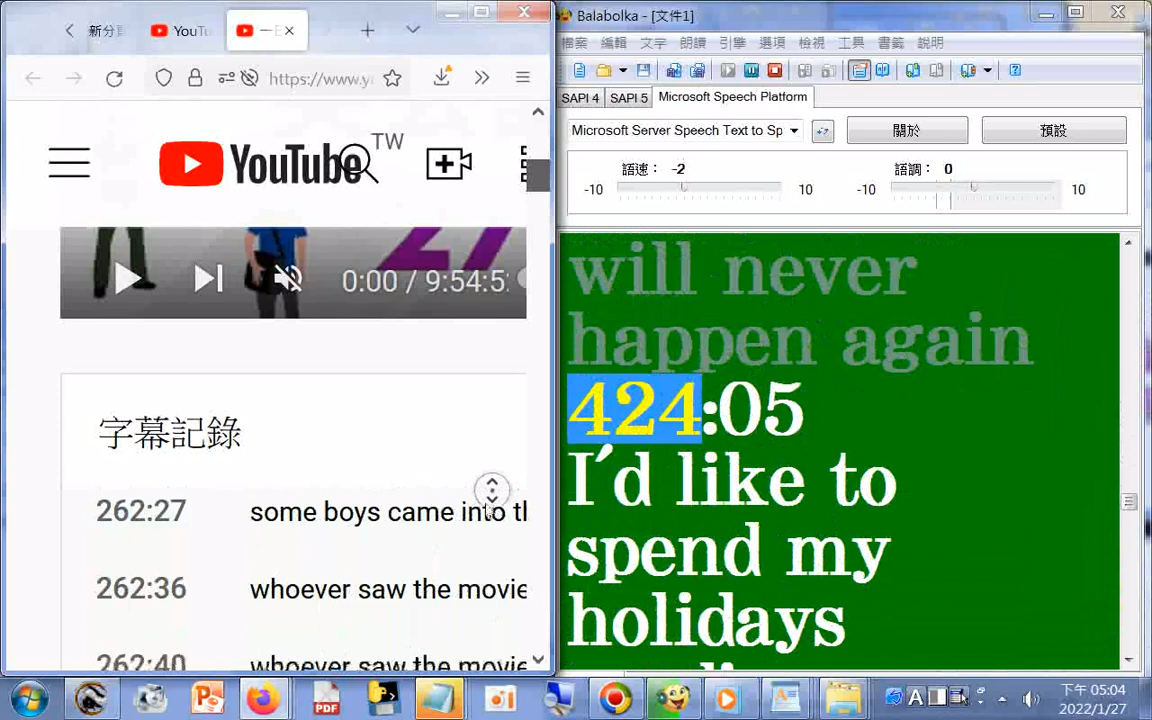 新分
YouTu
一 E
https://www.y
YouTube
TW
27
0:00 / 9:54:5
字幕記錄
262:27 some boys came into th
262:36 whoever saw the movie
262:40 whoever saw the movie
Balabolka - [文件1]
檔案 編輯 文字 朗讀 引擎 選項 檢視 工具 書籤 說明
SAPI 4 SAPI 5 Microsoft Speech Platform
Microsoft Server Speech Text to Sp 關於 預設
語速： -2 語調： 0
-10 10 -10 10
will never
happen again
424:05
I'd like to
spend my
holidays
PDF
A
下午 05:04
2022/1/27